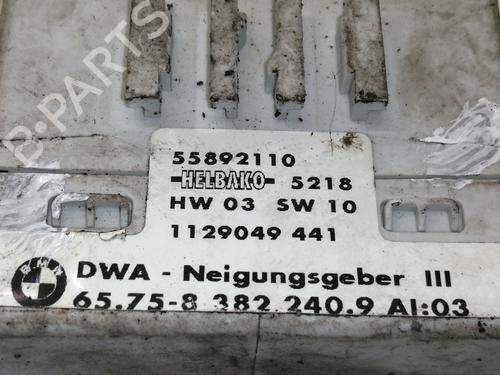 B-PARTS
55892110
HELBAKO 5218
HW 03 SW 10
1129049 441
BMW DWA - Neigungsgeber III
65.75-8 382 240.9 AI:03